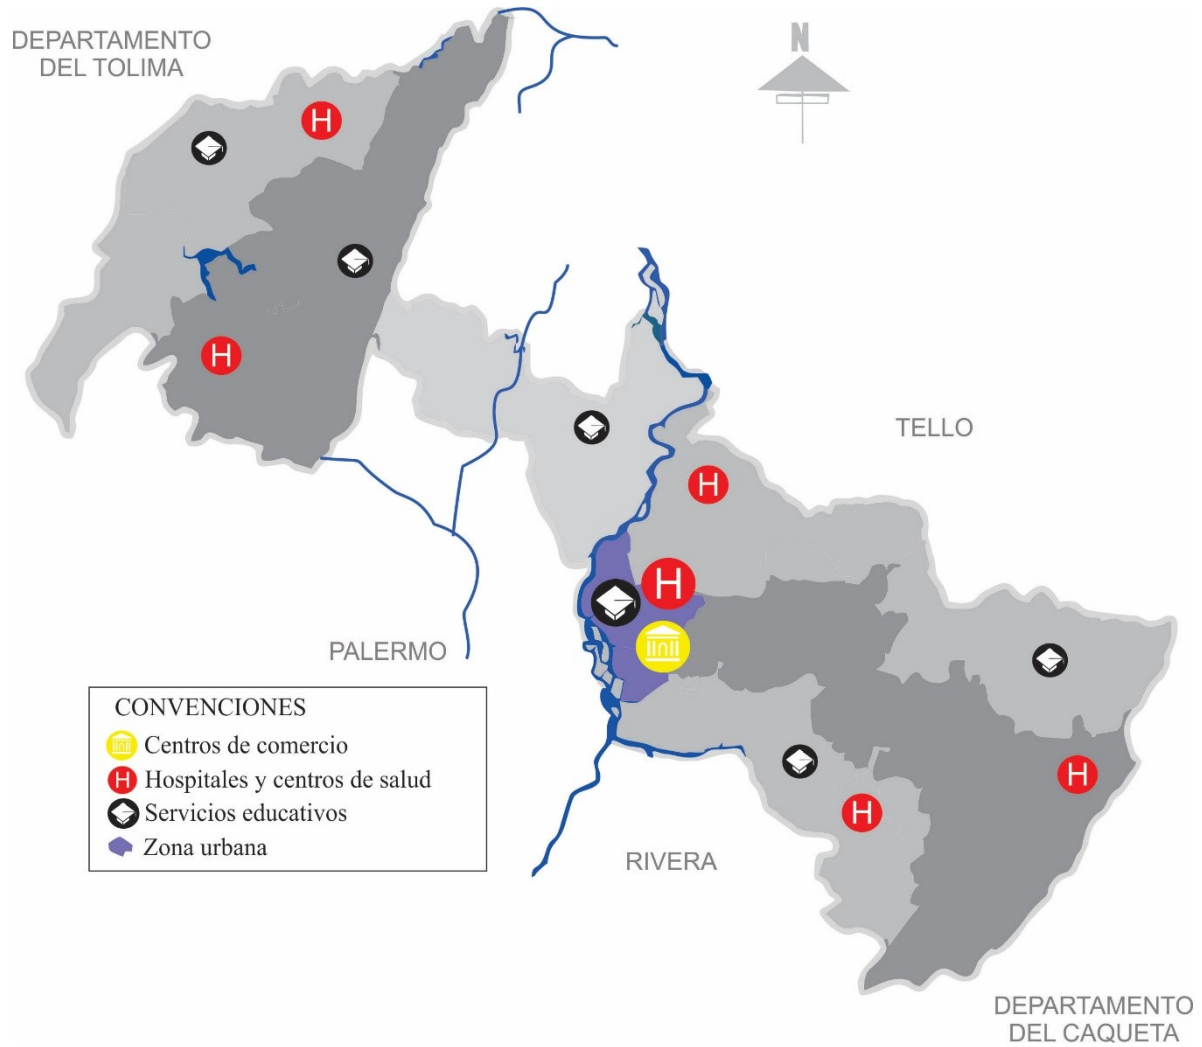 DEPARTAMENTO
DEL TOLIMA
N
H
H
TELLO
H
H
PALERMO
CONVENCIONES
Centros de comercio
H Hospitales y centros de salud
Servicios educativos
Zona urbana
H
H
RIVERA
DEPARTAMENTO
DEL CAQUETA